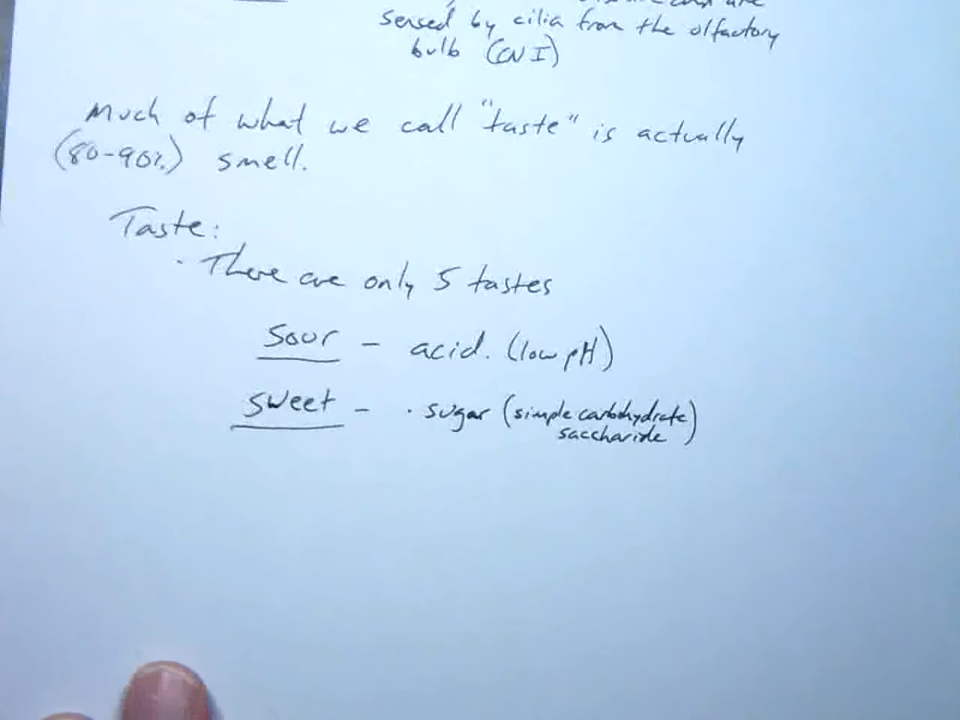 are
sensed by cilia from the olfactory
bulb (CN I)
Much of what we call "taste" is actually
(80-90%) smell.
Taste:
· There are only 5 tastes
Sour – acid. (low pH)
Sweet – · sugar (simple carbohydrate)
saccharide